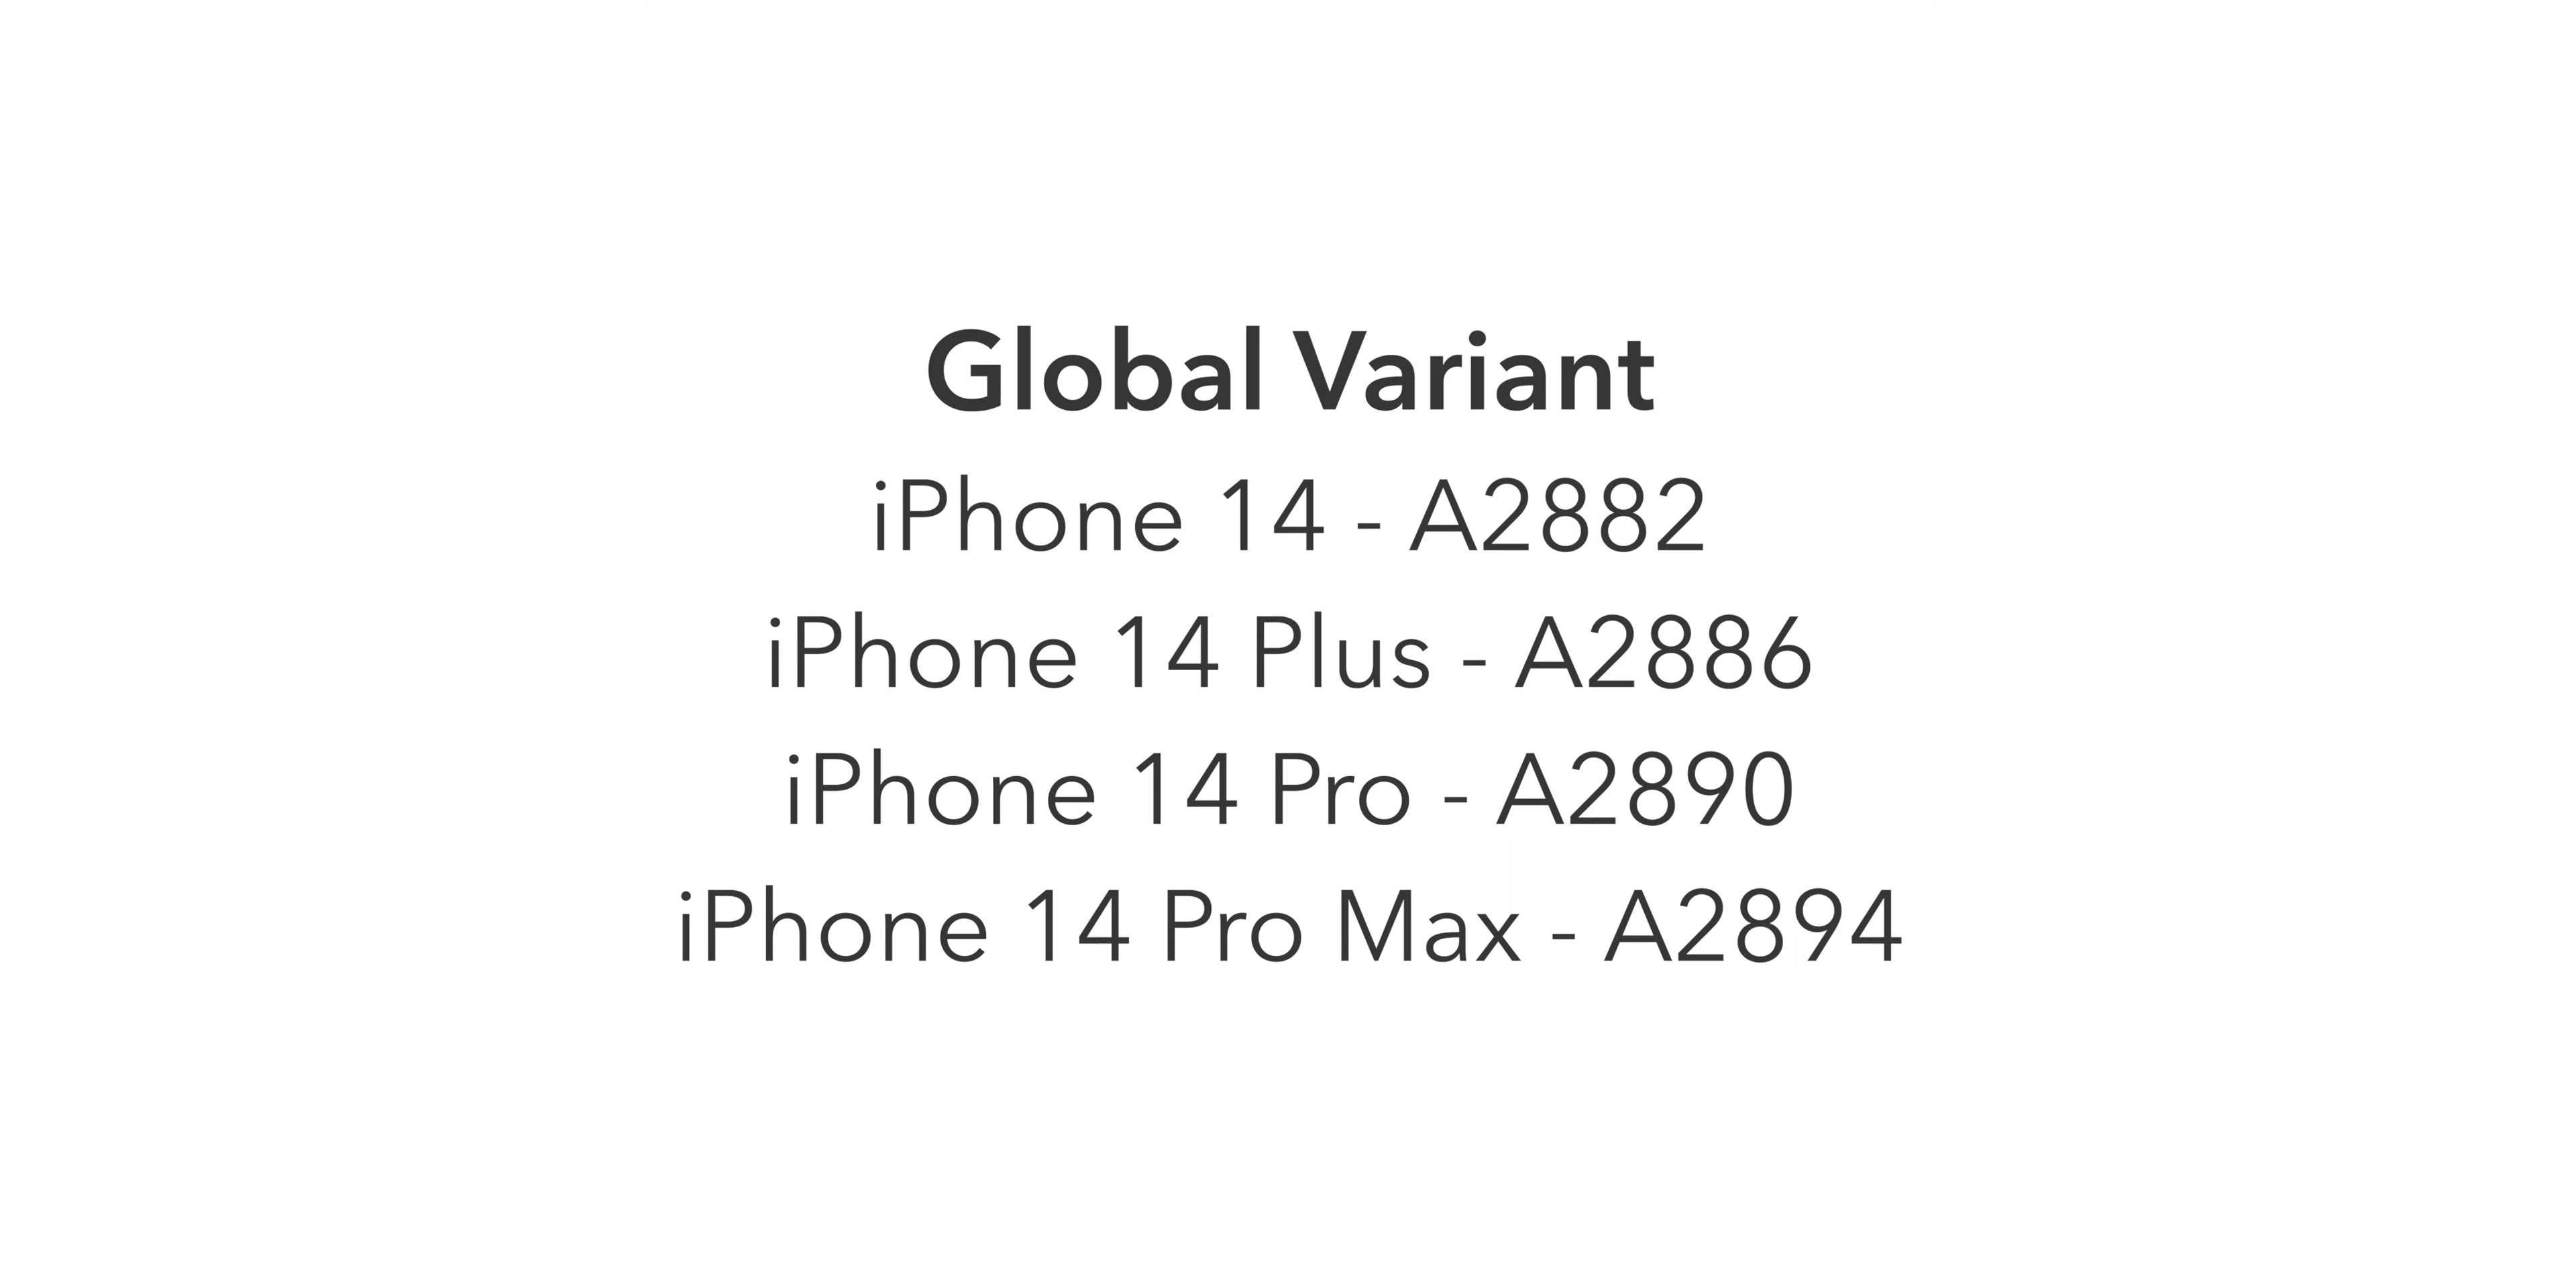 Global Variant
iPhone 14 - A2882
iPhone 14 Plus - A2886
iPhone 14 Pro - A2890
iPhone 14 Pro Max - A2894